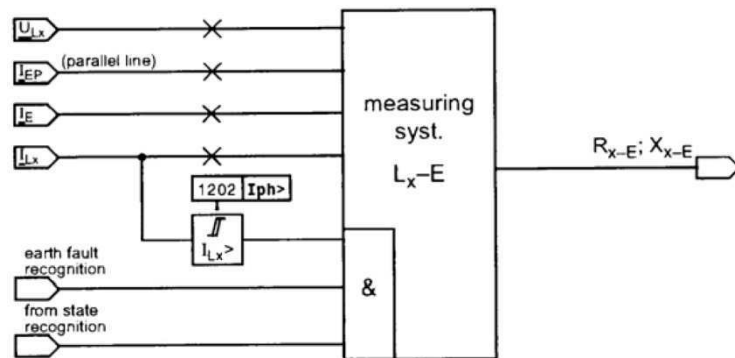 U_Lx
I_EP (parallel line)
I_E
I_Lx
measuring
syst.
L_x–E
R_x–E; X_x–E
1202 Iph>
I_Lx>
earth fault
recognition
&
from state
recognition